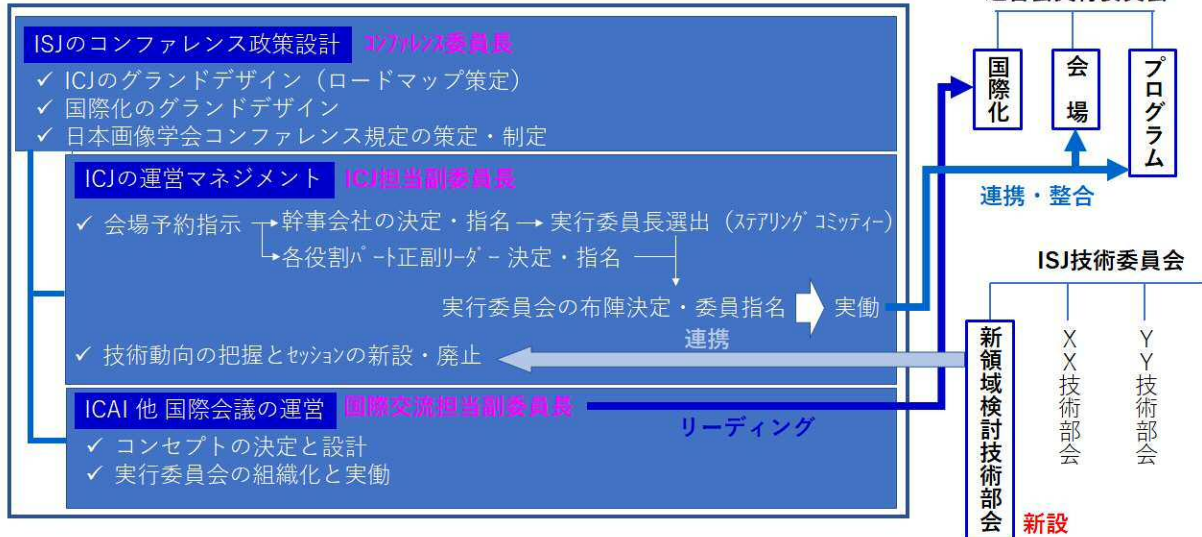 ISJのコンファレンス政策設計 コンファレンス委員長
✓ ICJのグランドデザイン（ロードマップ策定）
✓ 国際化のグランドデザイン
✓ 日本画像学会コンファレンス規定の策定・制定
ICJの運営マネジメント ICJ担当副委員長
✓ 会場予約指示 幹事会社の決定・指名 実行委員長選出（ステアリングコミッティー）
各役割パート正副リーダー決定・指名
実行委員会の布陣決定・委員指名 実働
連携
✓ 技術動向の把握とセッションの新設・廃止
ICAI 他 国際会議の運営 国際交流担当副委員長
リーディング
✓ コンセプトの決定と設計
✓ 実行委員会の組織化と実働
国際化
会場
プログラム
連携・整合
ISJ技術委員会
新領域検討技術部会
XX技術部会
YY技術部会
新設